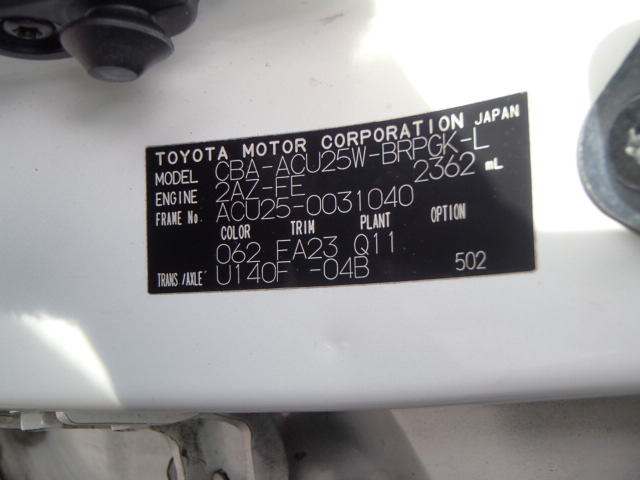 TOYOTA MOTOR CORPORATION JAPAN
MODEL CBA-ACU25W-BRPGK-L
ENGINE 2AZ-FE 2362 mL
FRAME No. ACU25-0031040
COLOR TRIM PLANT OPTION
062 FA23 Q11
TRANS./AXLE U140F -04B 502